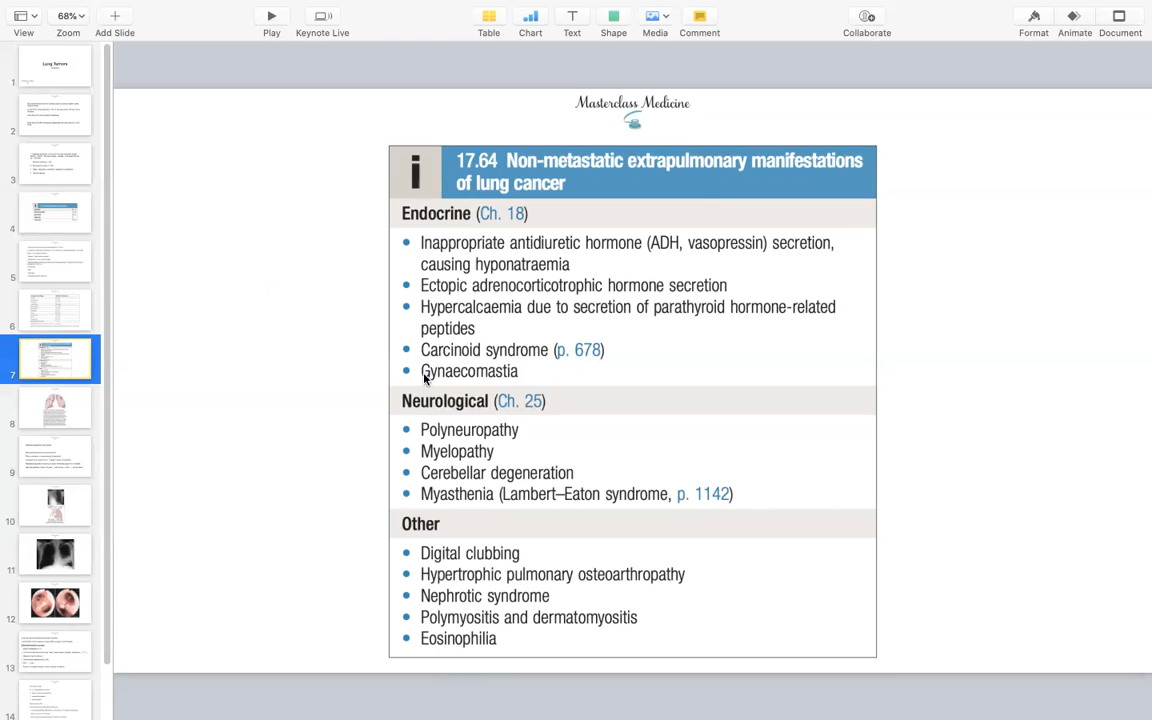 68%
View
Zoom
Add Slide
Play
Keynote Live
Table
Chart
Text
Shape
Media
Comment
Collaborate
Format
Animate
Document
Lung Tumors
1
2
3
4
5
6
7
8
9
10
11
12
13
14
Masterclass Medicine
i
17.64 Non-metastatic extrapulmonary manifestations
of lung cancer
Endocrine (Ch. 18)
• Inappropriate antidiuretic hormone (ADH, vasopressin) secretion,
causing hyponatraemia
• Ectopic adrenocorticotrophic hormone secretion
• Hypercalcaemia due to secretion of parathyroid hormone-related
peptides
• Carcinoid syndrome (p. 678)
• Gynaecomastia
Neurological (Ch. 25)
• Polyneuropathy
• Myelopathy
• Cerebellar degeneration
• Myasthenia (Lambert–Eaton syndrome, p. 1142)
Other
• Digital clubbing
• Hypertrophic pulmonary osteoarthropathy
• Nephrotic syndrome
• Polymyositis and dermatomyositis
• Eosinophilia